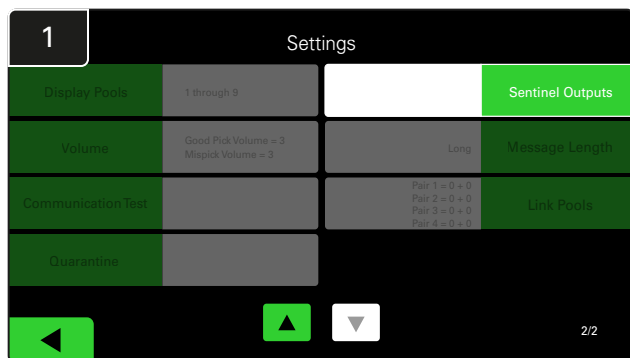 1
Settings
Display Pools
1 through 9
Sentinel Outputs
Volume
Good Pick Volume = 3
Mispick Volume = 3
Long
Message Length
Communication Test
Pair 1 = 0 + 0
Pair 2 = 0 + 0
Pair 3 = 0 + 0
Pair 4 = 0 + 0
Link Pools
Quarantine
2/2